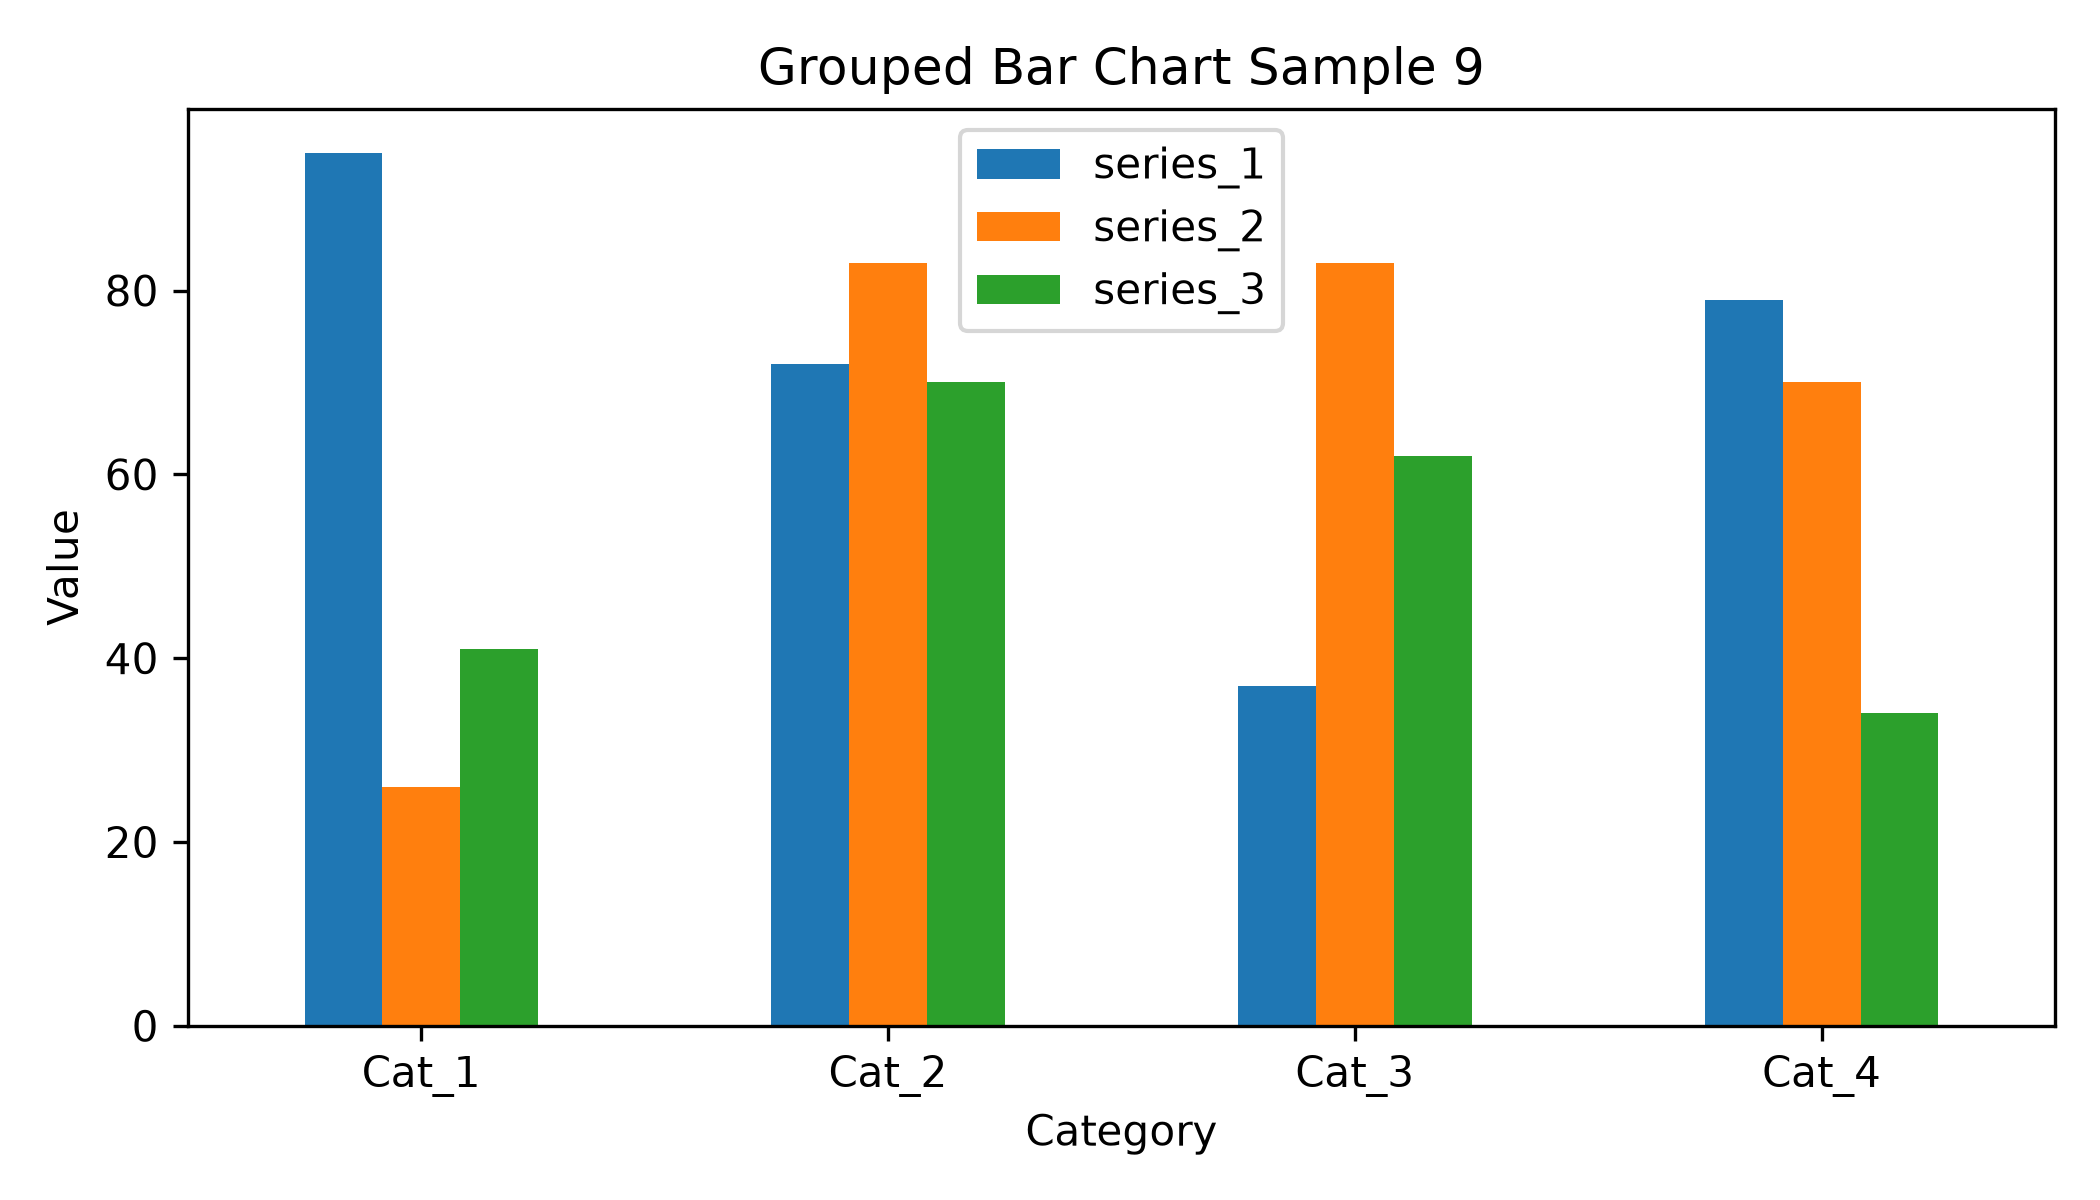 Grouped Bar Chart Sample 9
series_1
series_2
series_3
80
60
40
20
0
Value
Cat_1 Cat_2 Cat_3 Cat_4
Category